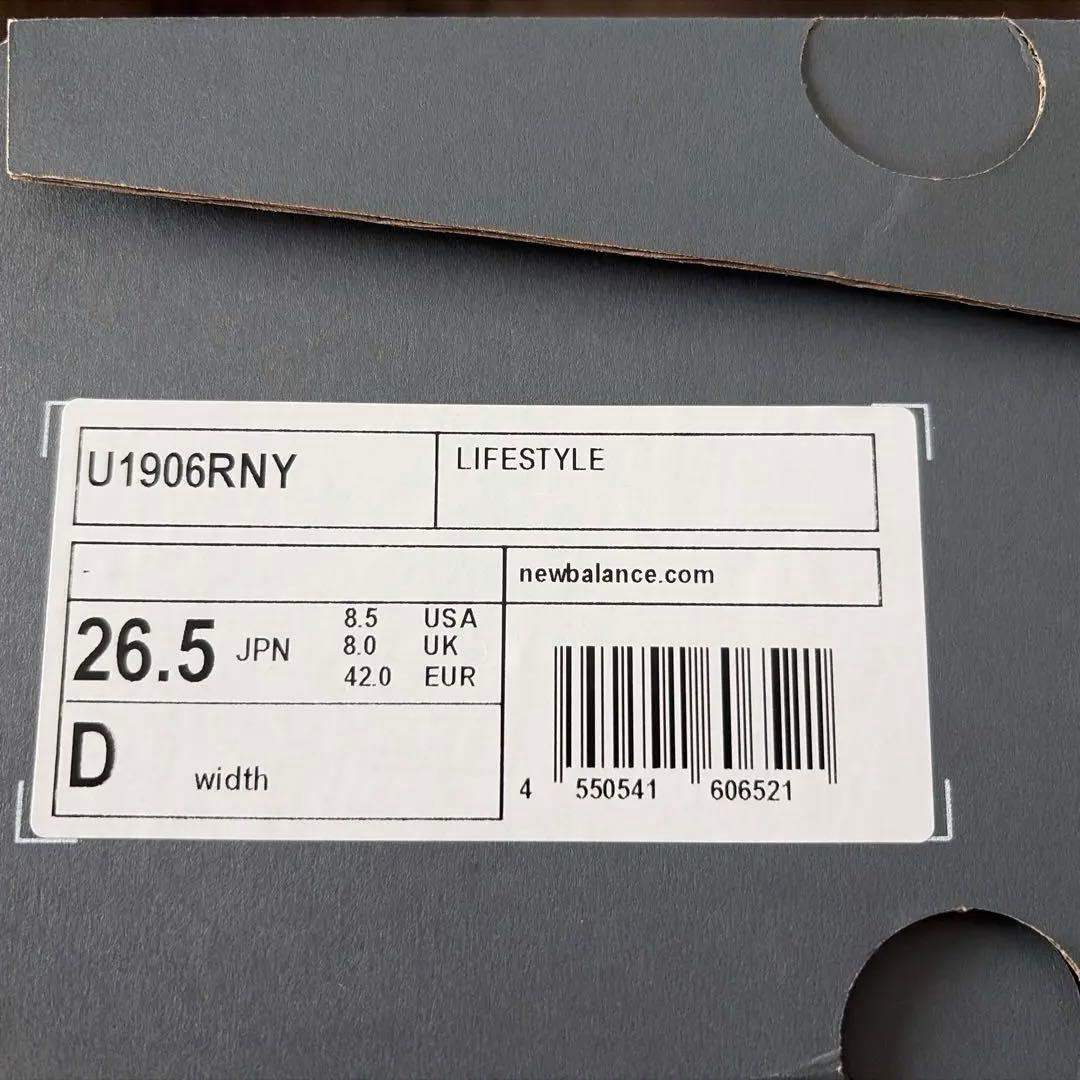 U1906RNY
LIFESTYLE
-
newbalance.com
26.5 JPN
8.5 USA
8.0 UK
42.0 EUR
D width
4 550541 606521